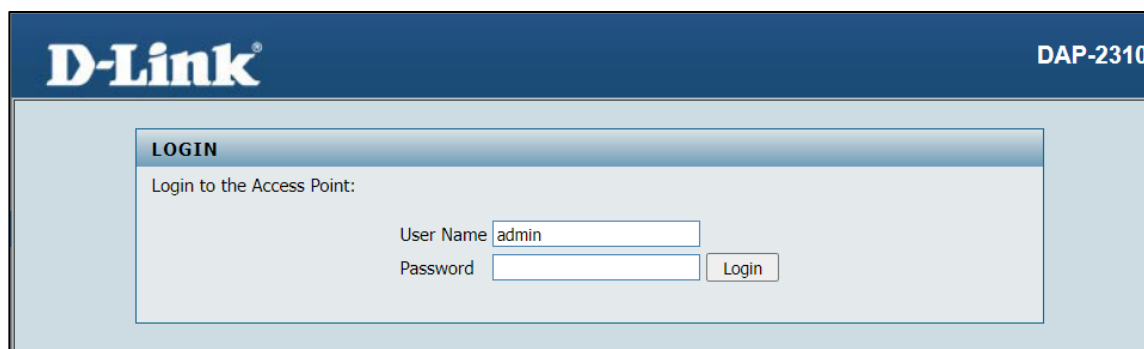 D-Link®
DAP-2310
LOGIN
Login to the Access Point:
User Name admin
Password Login